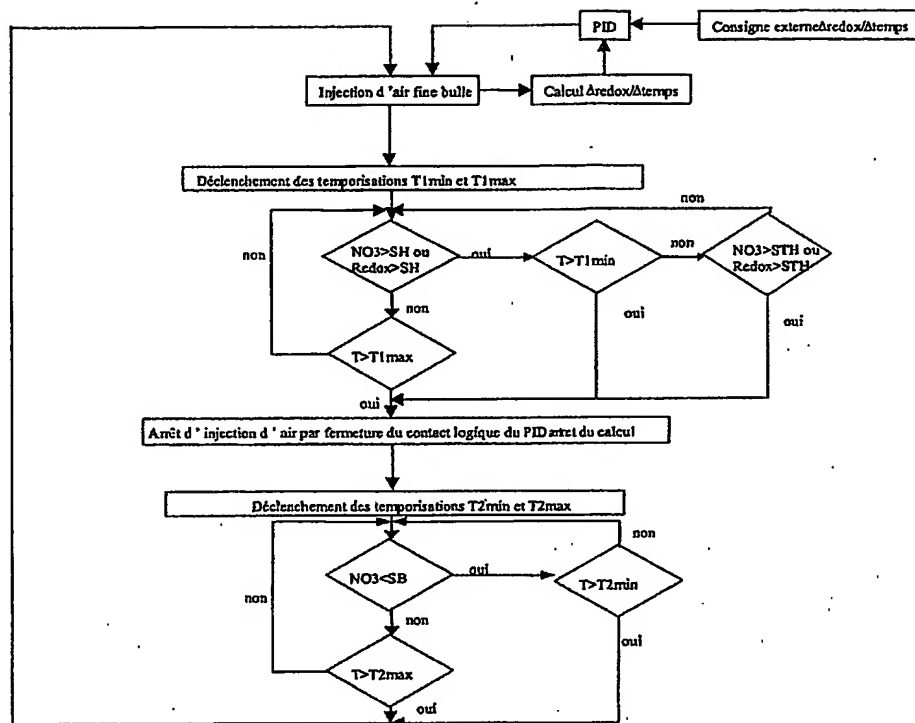 PID
Consigne externeΔredox/Δtemps
Injection d 'air fine bulle
Calcul Δredox/Δtemps
Déclenchement des temporisations T1min et T1max
non
non
NO3>SH ou
Redox>SH
oui
T>T1min
non
NO3>STH ou
Redox>STH
non
oui
oui
T>T1max
oui
Arrêt d ' injection d ' air par fermeture du contact logique du PID arret du calcul
Déclenchement des temporisations T2min et T2max
non
NO3<SB
oui
T>T2min
non
non
oui
T>T2max
oui